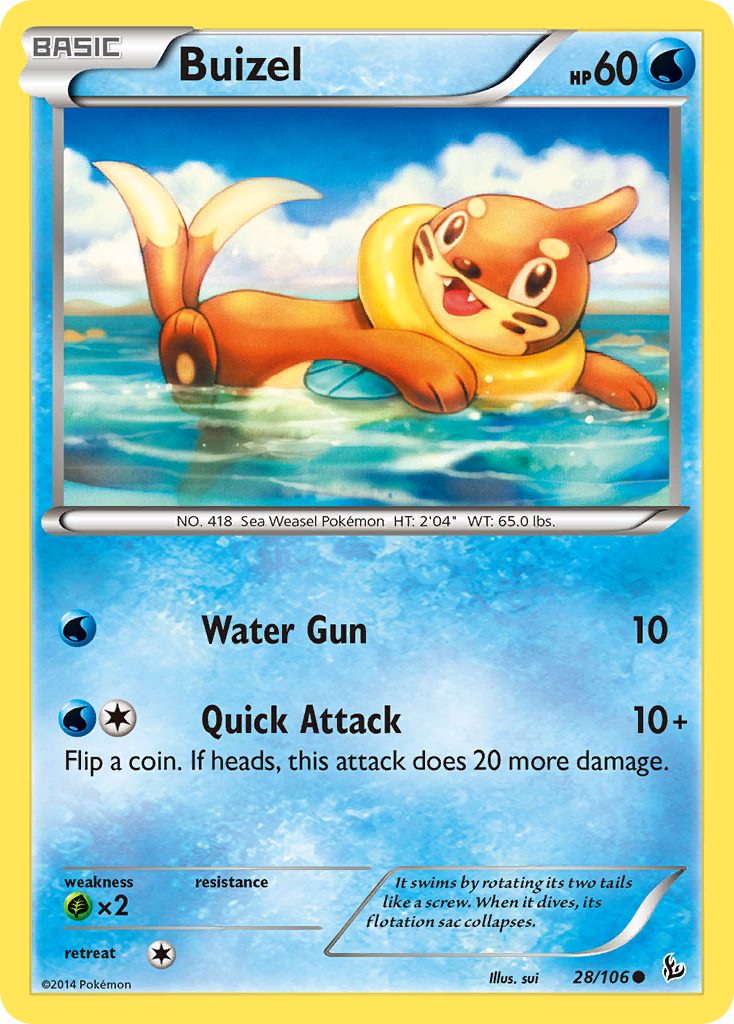 BASIC
Buizel
HP60
NO. 418 Sea Weasel Pokémon HT: 2'04" WT: 65.0 lbs.
Water Gun 10
Quick Attack 10+
Flip a coin. If heads, this attack does 20 more damage.
weakness resistance
×2
retreat
It swims by rotating its two tails
like a screw. When it dives, its
flotation sac collapses.
©2014 Pokémon
Illus. sui
28/106